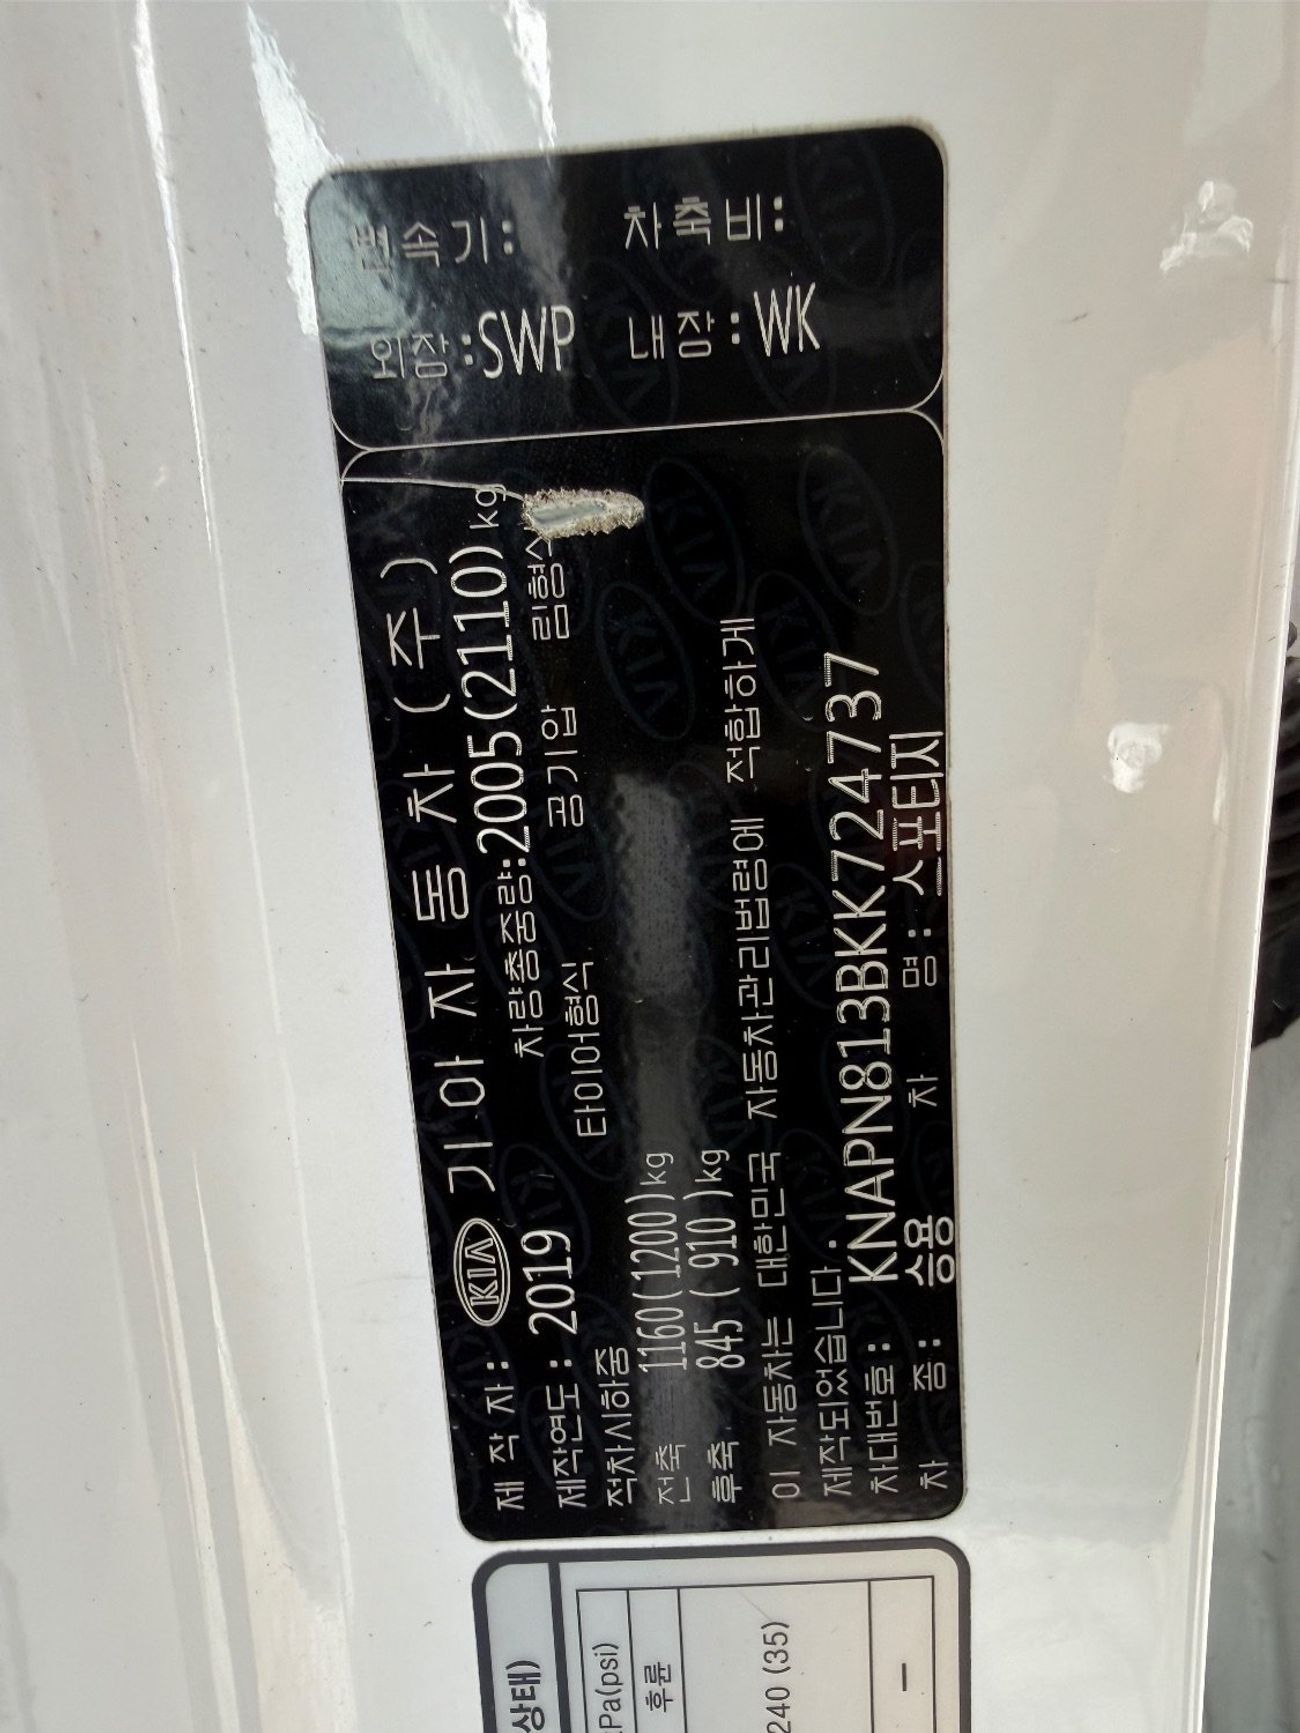 제 작 자: KIA 기 아 자 동 차 (주)
제작연도: 2019 차량총중량:2005(2110)kg
적차시하중 타이어형식 공기압 림형
전축 1160(1200)kg
후축 845 ( 910 )kg
이 자동차는 대한민국 자동차관리법령에 적합하게
제작되었습니다.
차대번호: KNAPN813BKK724737
차 종: 승용 차 명: 스포티지
변속기: 차축비:
외장:SWP 내장:WK
상태)
Pa(psi)
후륜
240 (35)
–